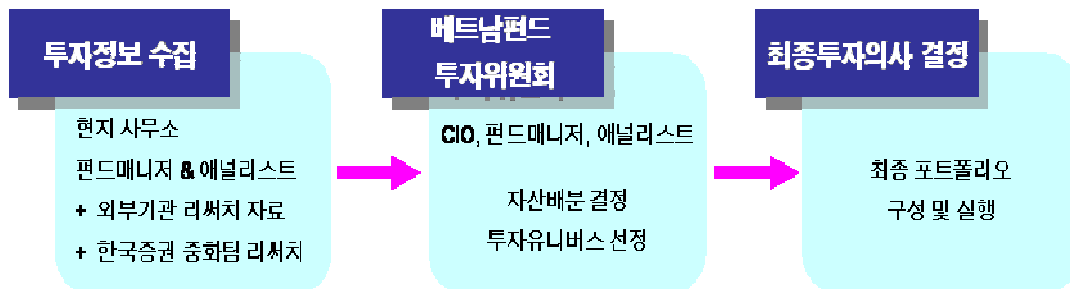 투자정보 수집
현지 사무소
펀드매니저 & 애널리스트
+ 외부기관 리써치 자료
+ 한국증권 중화팀 리써치
베트남펀드
투자위원회
CIO, 펀드매니저, 애널리스트
자산배분 결정
투자유니버스 선정
최종투자의사 결정
최종 포트폴리오
구성 및 실행